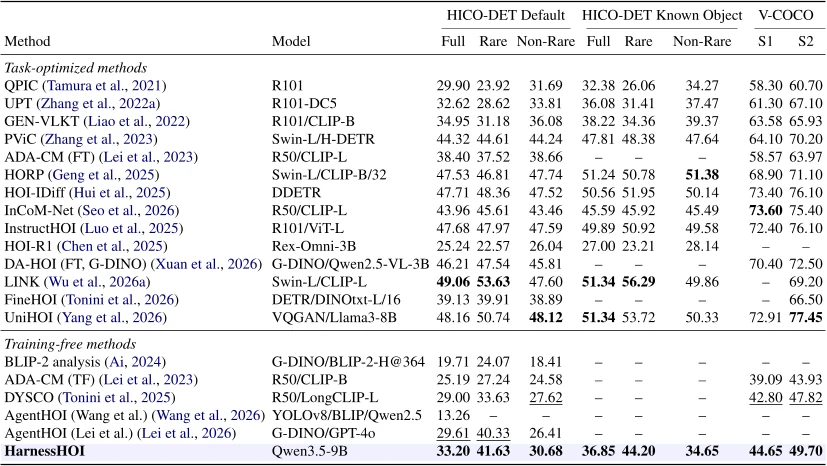 HICO-DET Default HICO-DET Known Object V-COCO
Method Model Full Rare Non-Rare Full Rare Non-Rare S1 S2
Task-optimized methods
QPIC (Tamura et al., 2021) R101 29.90 23.92 31.69 32.38 26.06 34.27 58.30 60.70
UPT (Zhang et al., 2022a) R101-DC5 32.62 28.62 33.81 36.08 31.41 37.47 61.30 67.10
GEN-VLKT (Liao et al., 2022) R101/CLIP-B 34.95 31.18 36.08 38.22 34.36 39.37 63.58 65.93
PViC (Zhang et al., 2023) Swin-L/H-DETR 44.32 44.61 44.24 47.81 48.38 47.64 64.10 70.20
ADA-CM (FT) (Lei et al., 2023) R50/CLIP-L 38.40 37.52 38.66 – – – 58.57 63.97
HORP (Geng et al., 2025) Swin-L/CLIP-B/32 47.53 46.81 47.74 51.24 50.78 51.38 68.90 71.10
HOI-IDiff (Hui et al., 2025) DDETR 47.71 48.36 47.52 50.56 51.95 50.14 73.40 76.10
InCoM-Net (Seo et al., 2026) R50/CLIP-L 43.96 45.61 43.46 45.59 45.92 45.49 73.60 75.40
InstructHOI (Luo et al., 2025) R101/ViT-L 47.68 47.97 47.59 49.89 50.92 49.58 72.40 76.10
HOI-R1 (Chen et al., 2025) Rex-Omni-3B 25.24 22.57 26.04 27.00 23.21 28.14 – –
DA-HOI (FT, G-DINO) (Xuan et al., 2026) G-DINO/Qwen2.5-VL-3B 46.21 47.54 45.81 – – – 70.40 72.50
LINK (Wu et al., 2026a) Swin-L/CLIP-L 49.06 53.63 47.60 51.34 56.29 49.86 – 69.20
FineHOI (Tonini et al., 2026) DETR/DINOtxt-L/16 39.13 39.91 38.89 – – – 66.50
UniHOI (Yang et al., 2026) VQGAN/Llama3-8B 48.16 50.74 48.12 51.34 53.72 50.33 72.91 77.45
Training-free methods
BLIP-2 analysis (Ai, 2024) G-DINO/BLIP-2-H@364 19.71 24.07 18.41 – – – – –
ADA-CM (TF) (Lei et al., 2023) R50/CLIP-B 25.19 27.24 24.58 – – – 39.09 43.93
DYSCO (Tonini et al., 2025) R50/LongCLIP-L 29.00 33.63 27.62 – – – 42.80 47.82
AgentHOI (Wang et al.) (Wang et al., 2026) YOLOv8/BLIP/Qwen2.5 13.26 – – – – – – –
AgentHOI (Lei et al.) (Lei et al., 2026) G-DINO/GPT-4o 29.61 40.33 26.41 – – – – –
HarnessHOI Qwen3.5-9B 33.20 41.63 30.68 36.85 44.20 34.65 44.65 49.70